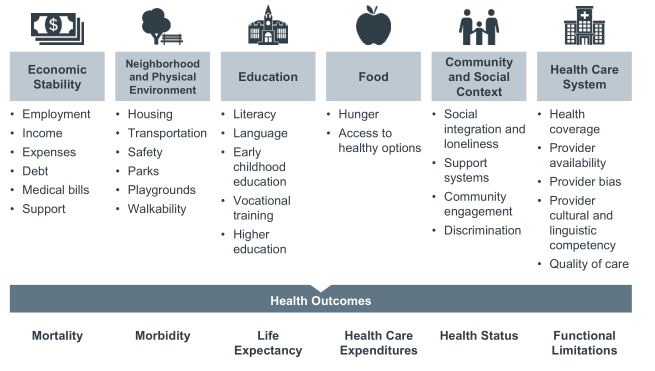 Economic
Stability
Neighborhood
and Physical
Environment
Education
Food
Community
and Social
Context
Health Care
System
• Employment
• Income
• Expenses
• Debt
• Medical bills
• Support
• Housing
• Transportation
• Safety
• Parks
• Playgrounds
• Walkability
• Literacy
• Language
• Early
childhood
education
• Vocational
training
• Higher
education
• Hunger
• Access to
healthy options
• Social
integration and
loneliness
• Support
systems
• Community
engagement
• Discrimination
• Health
coverage
• Provider
availability
• Provider bias
• Provider
cultural and
linguistic
competency
• Quality of care
Health Outcomes
Mortality
Morbidity
Life
Expectancy
Health Care
Expenditures
Health Status
Functional
Limitations